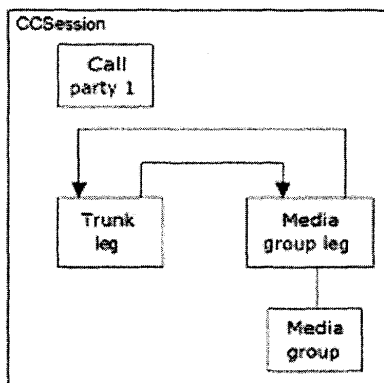 CCSession
Call
party 1
Trunk
leg
Media
group leg
Media
group